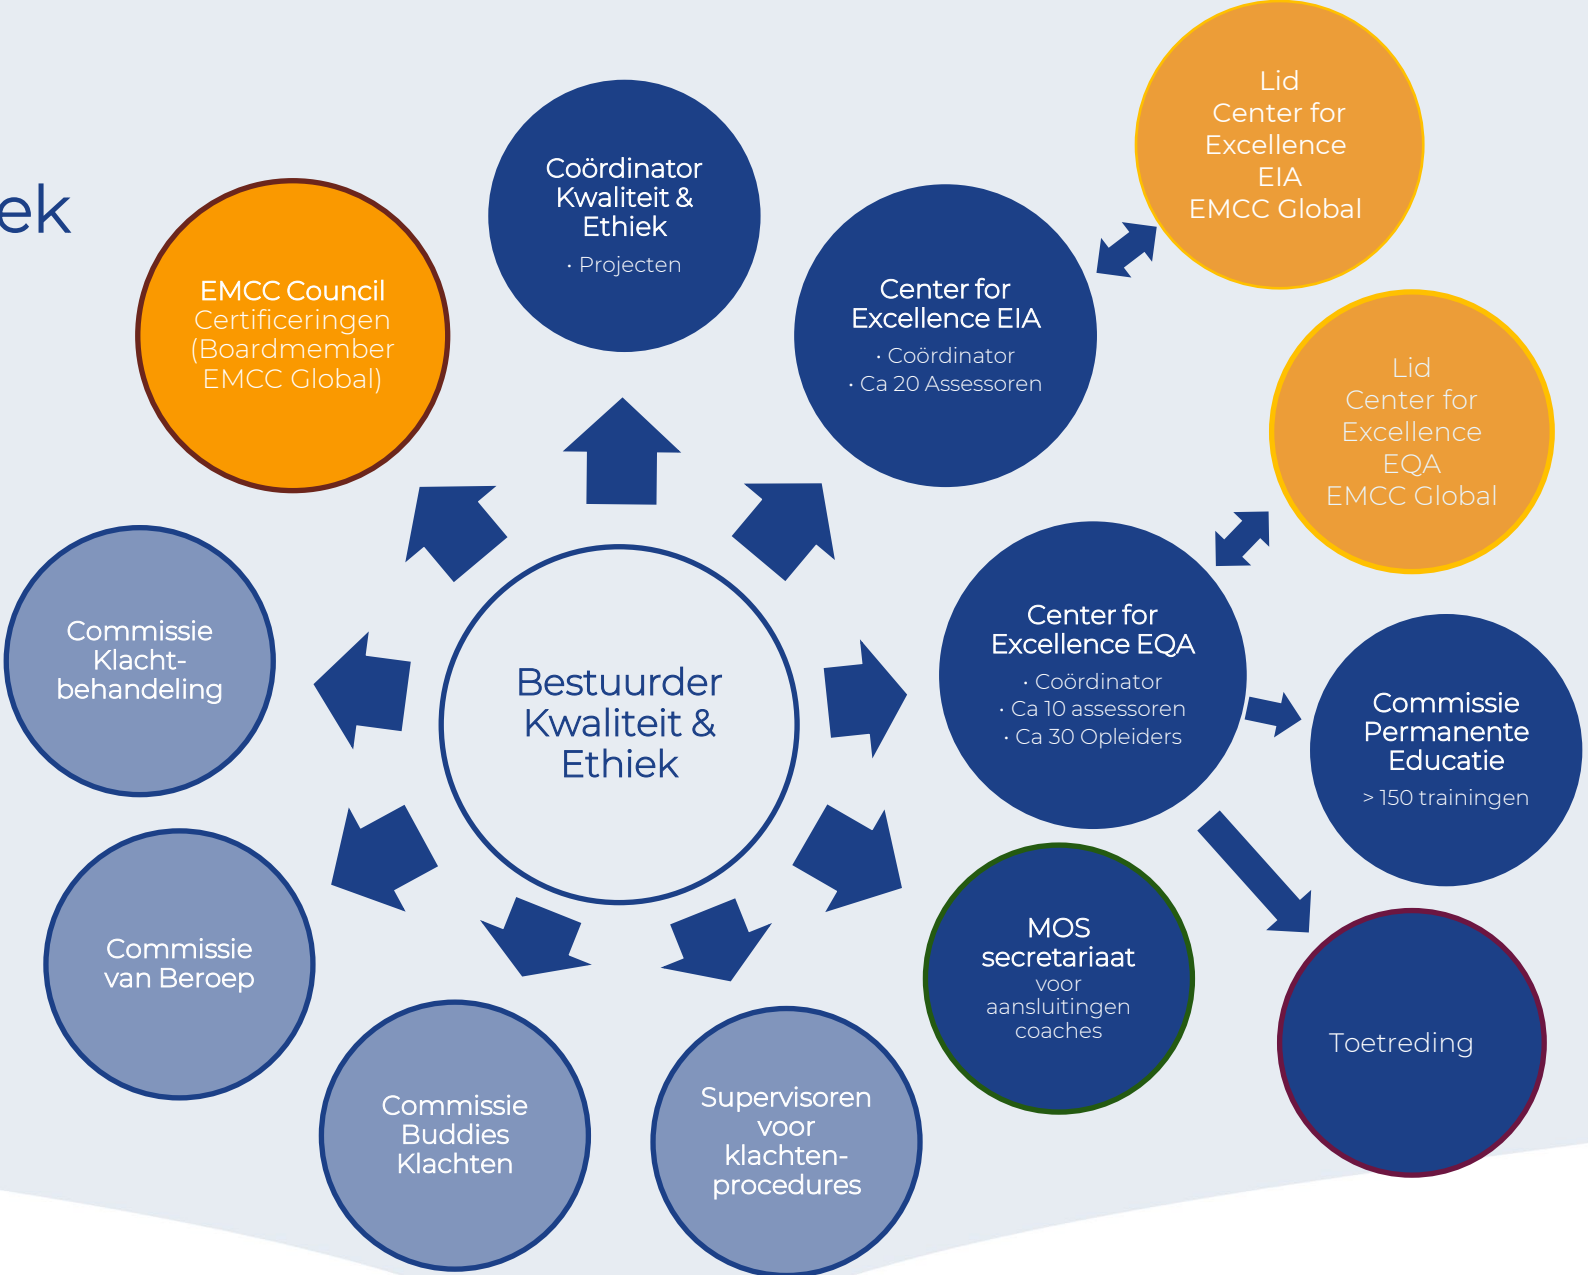 ek
Lid
Center for
Excellence
EIA
EMCC Global
Coördinator
Kwaliteit &
Ethiek
· Projecten
EMCC Council
Certificeringen
(Boardmember
EMCC Global)
Center for
Excellence EIA
· Coördinator
· Ca 20 Assessoren
Lid
Center for
Excellence
EQA
EMCC Global
Commissie
Klacht-
behandeling
Bestuurder
Kwaliteit &
Ethiek
Center for
Excellence EQA
· Coördinator
· Ca 10 assessoren
· Ca 30 Opleiders
Commissie
Permanente
Educatie
> 150 trainingen
Commissie
van Beroep
MOS
secretariaat
voor
aansluitingen
coaches
Toetreding
Commissie
Buddies
Klachten
Supervisoren
voor
klachten-
procedures